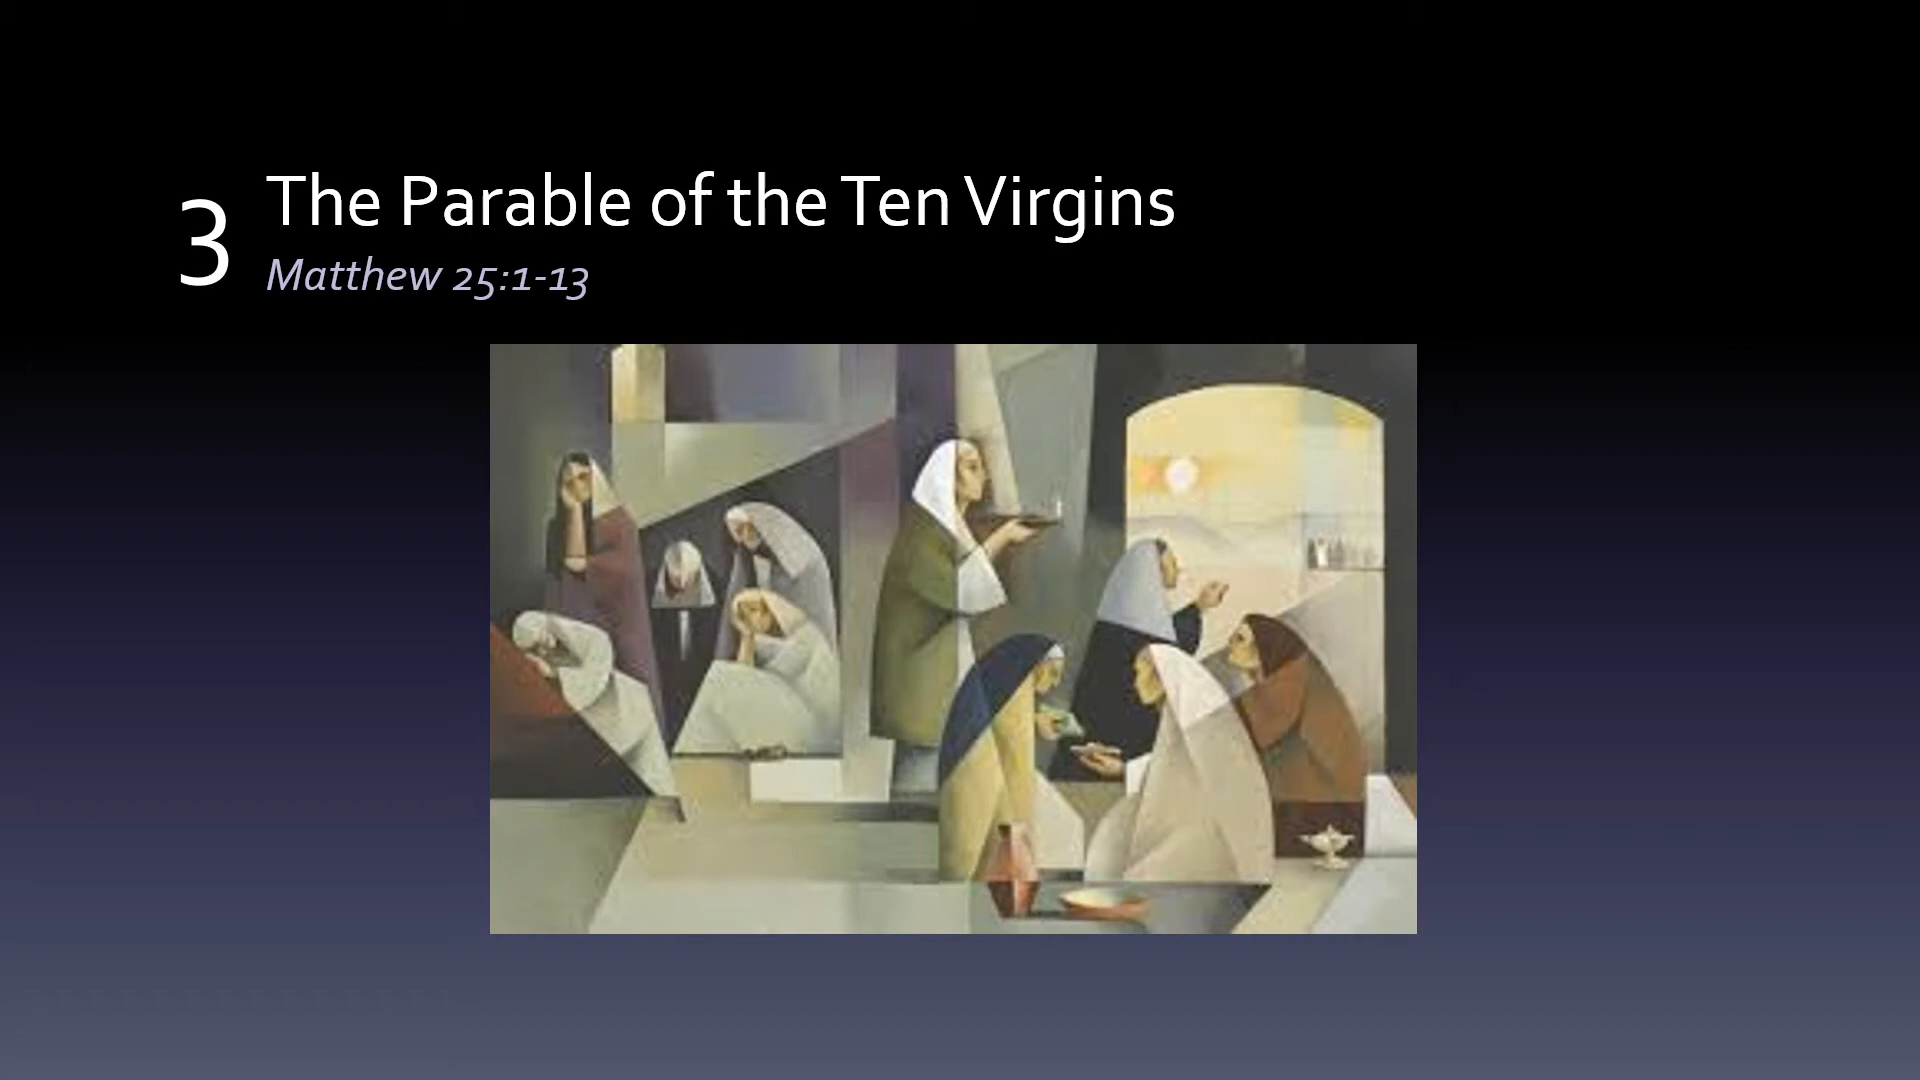 3
The Parable of the Ten Virgins
Matthew 25:1-13